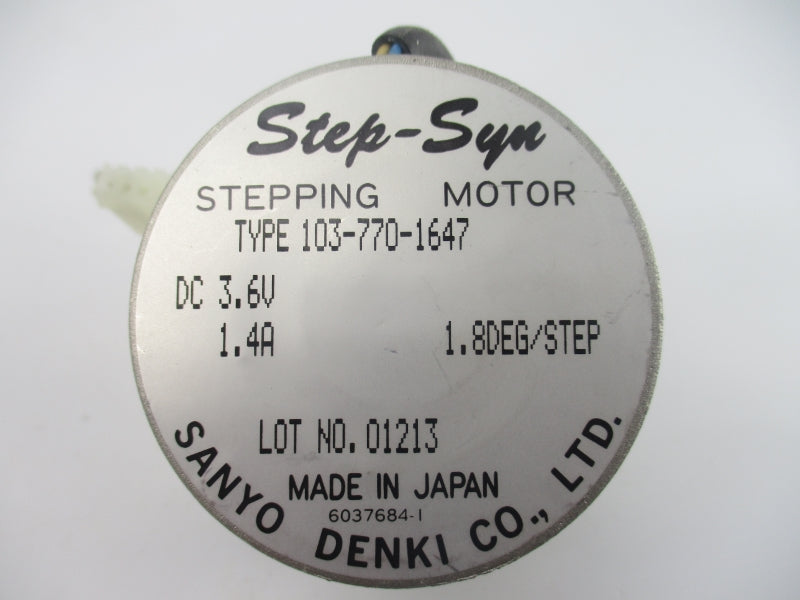 Step-Syn
STEPPING MOTOR
TYPE 103-770-1647
DC 3.6V
1.4A 1.8DEG/STEP
LOT NO. 01213
MADE IN JAPAN
6037684-1
SANYO DENKI CO., LTD.